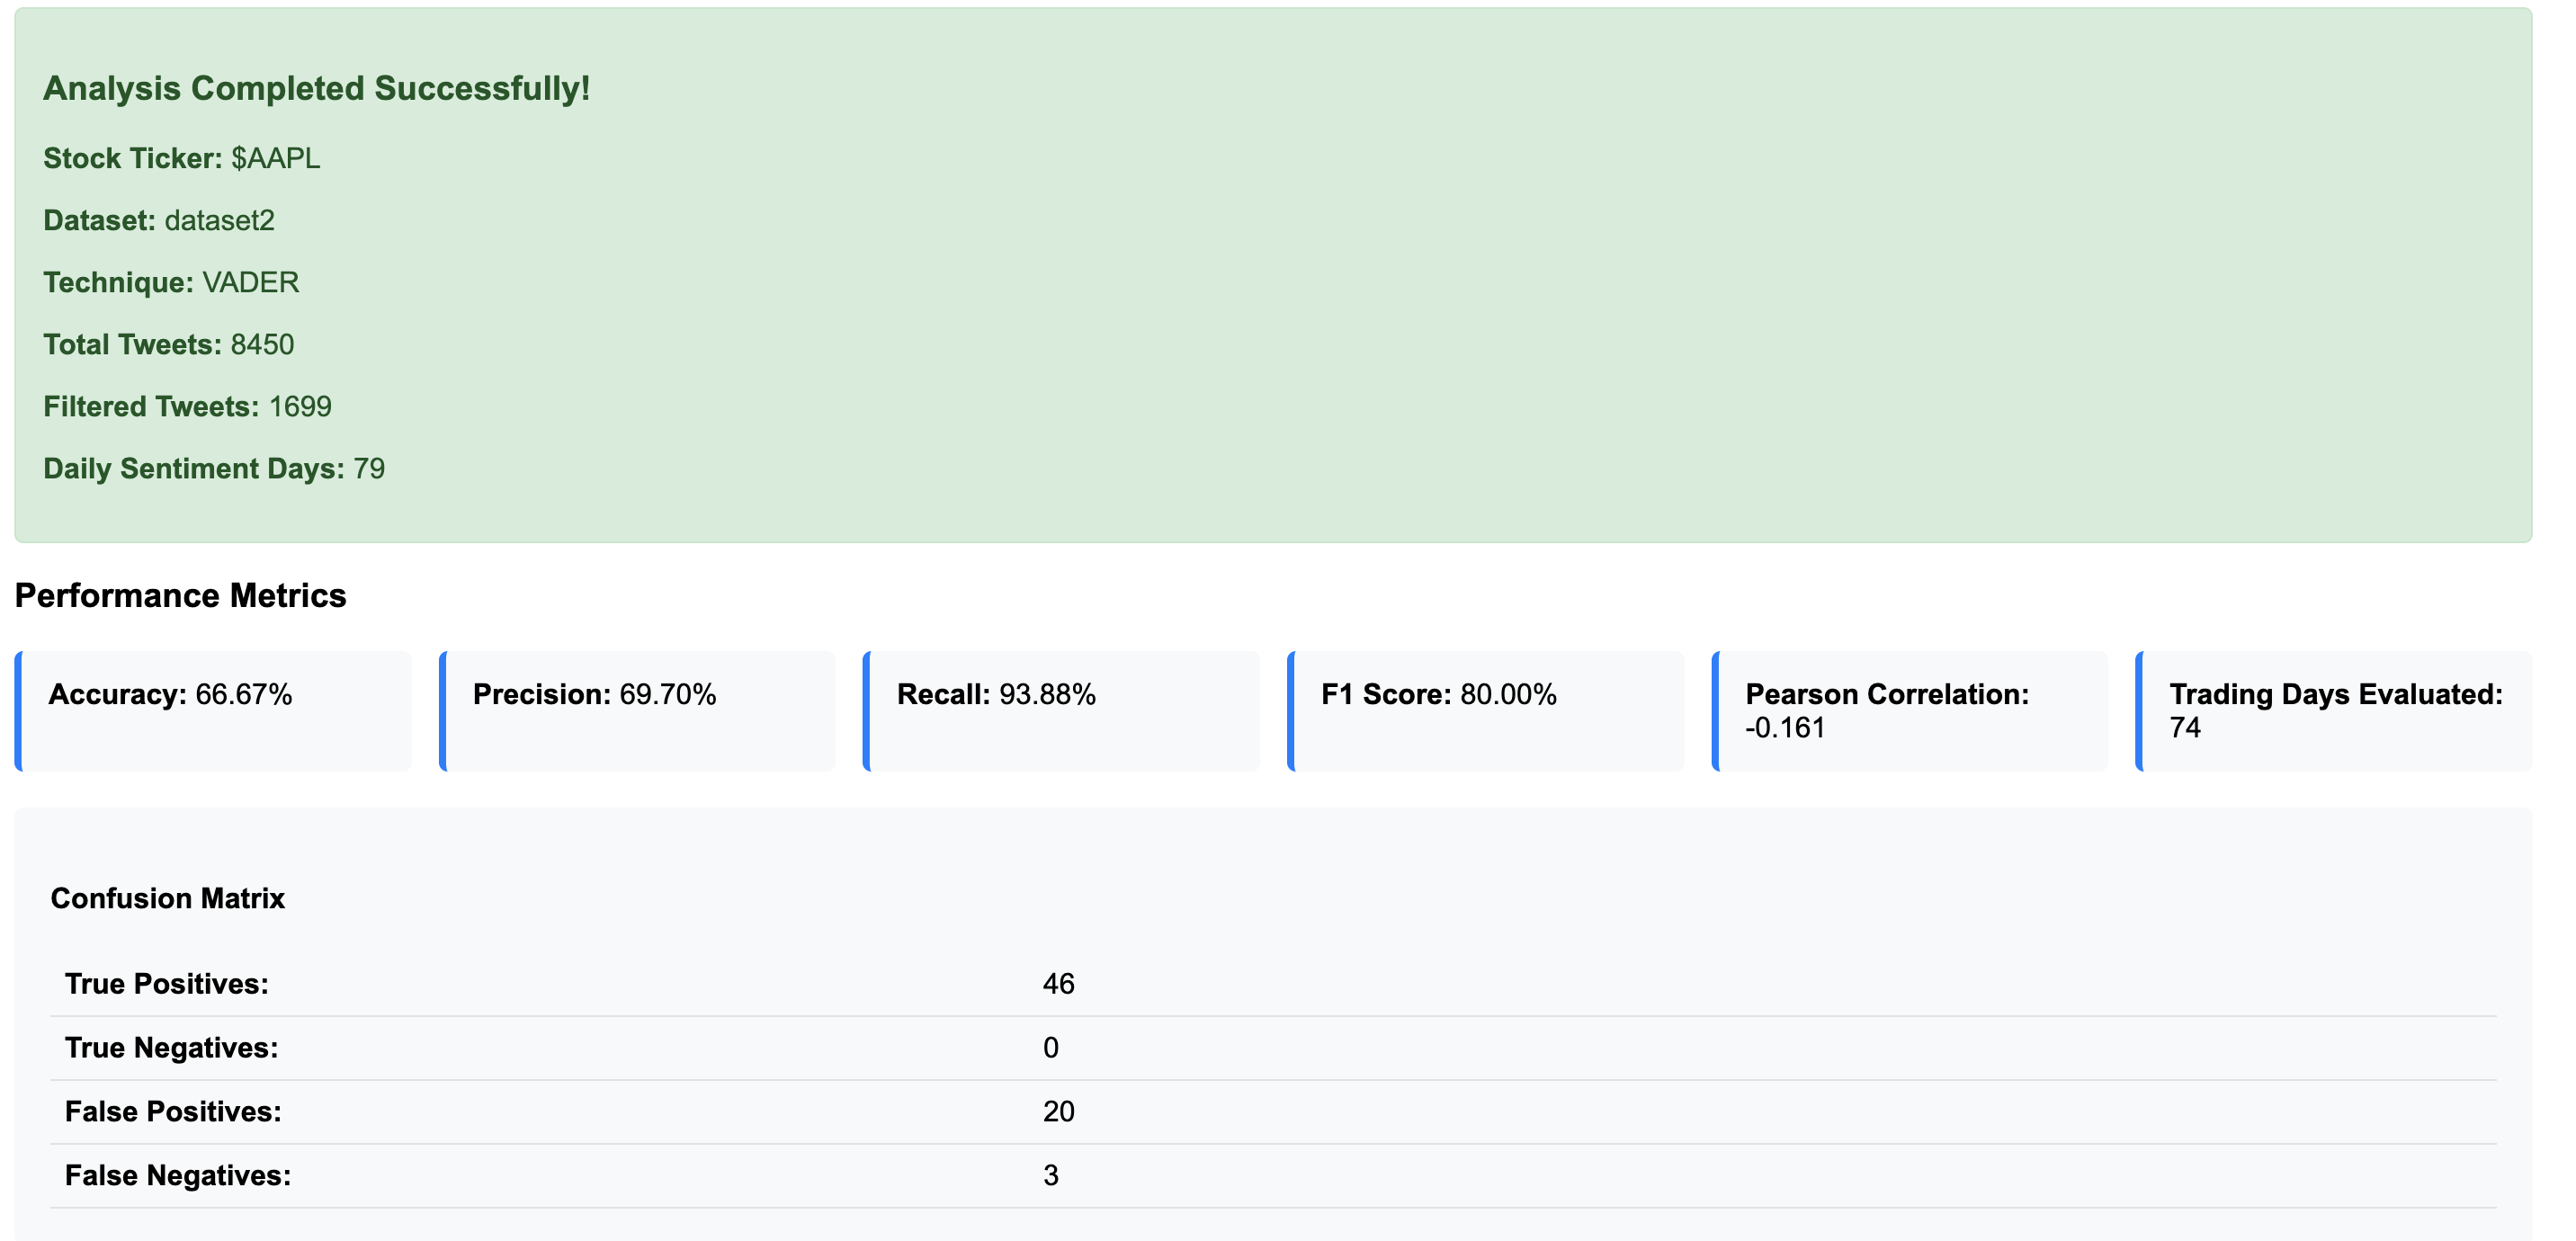 Analysis Completed Successfully!
Stock Ticker: $AAPL
Dataset: dataset2
Technique: VADER
Total Tweets: 8450
Filtered Tweets: 1699
Daily Sentiment Days: 79
Performance Metrics
Accuracy: 66.67%
Precision: 69.70%
Recall: 93.88%
F1 Score: 80.00%
Pearson Correlation:
-0.161
Trading Days Evaluated:
74
Confusion Matrix
True Positives: 46
True Negatives: 0
False Positives: 20
False Negatives: 3